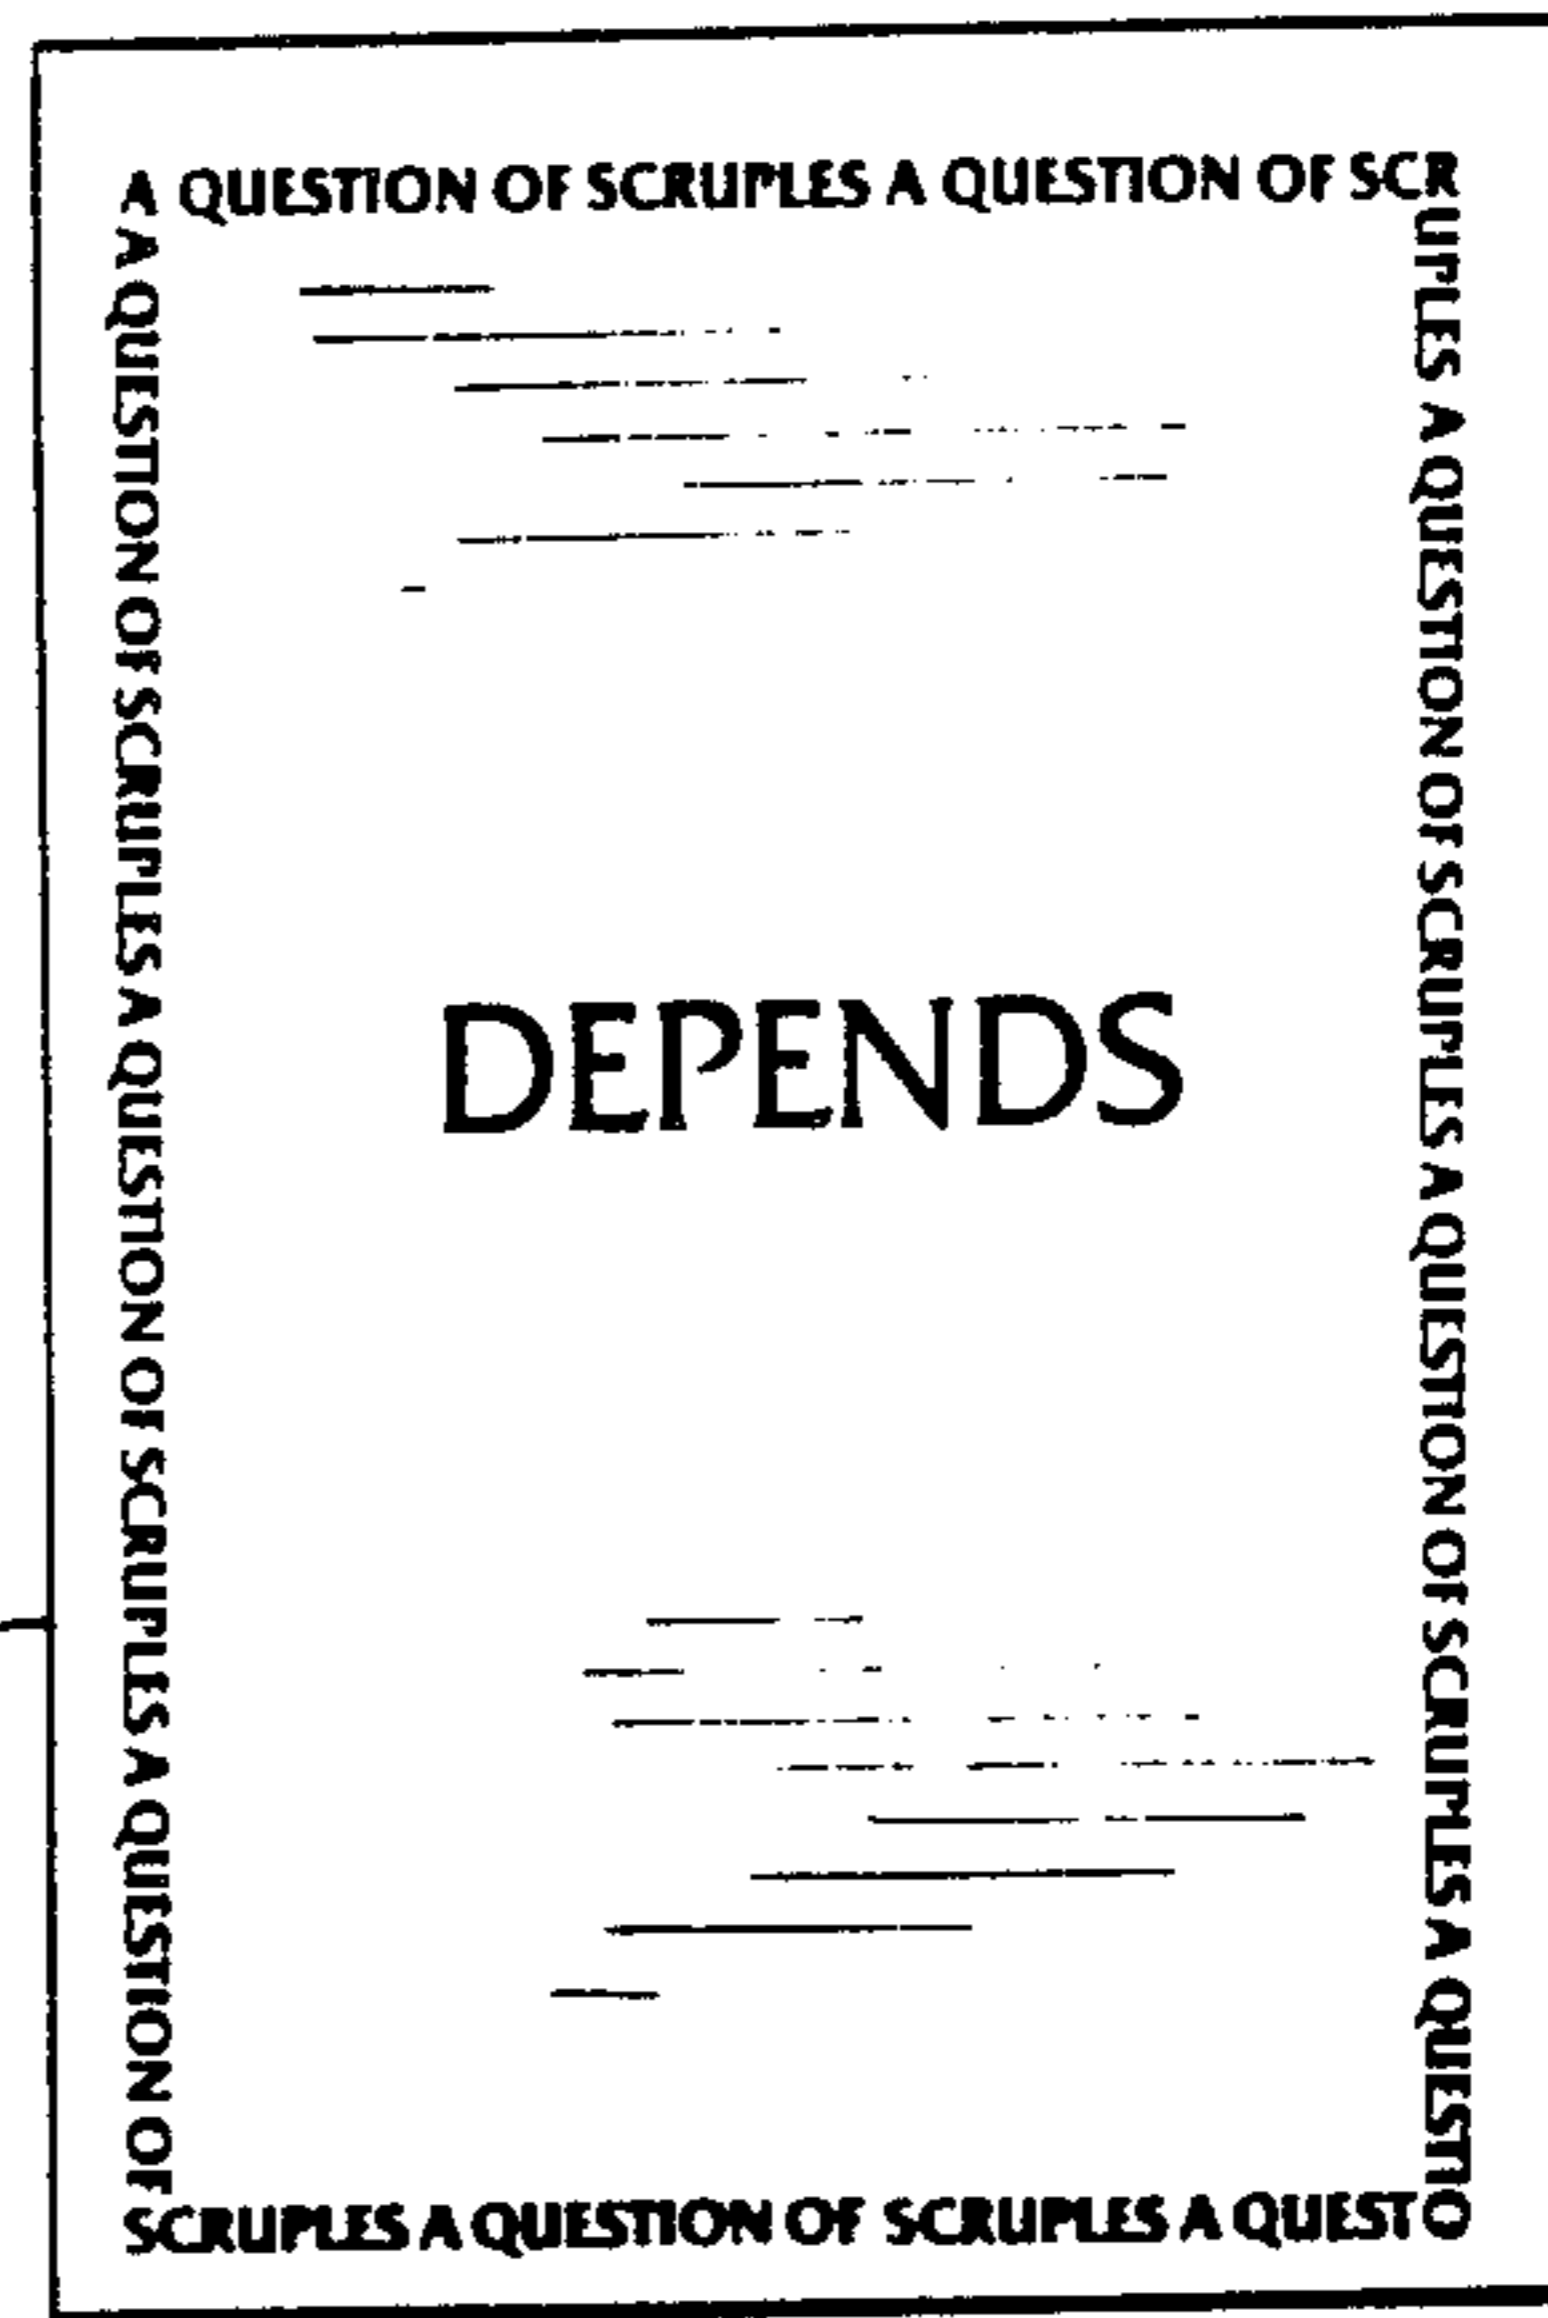 A QUESTION OF SCRUPLES A QUESTION OF SCR
UPLES A QUESTION OF SCRUPLES A QUESTION OF SCRUPLES A QUESTIO
A QUESTION OF SCRUPLES A QUESTION OF SCRUPLES A QUESTION OF
DEPENDS
SCRUPLES A QUESTION OF SCRUPLES A QUEST